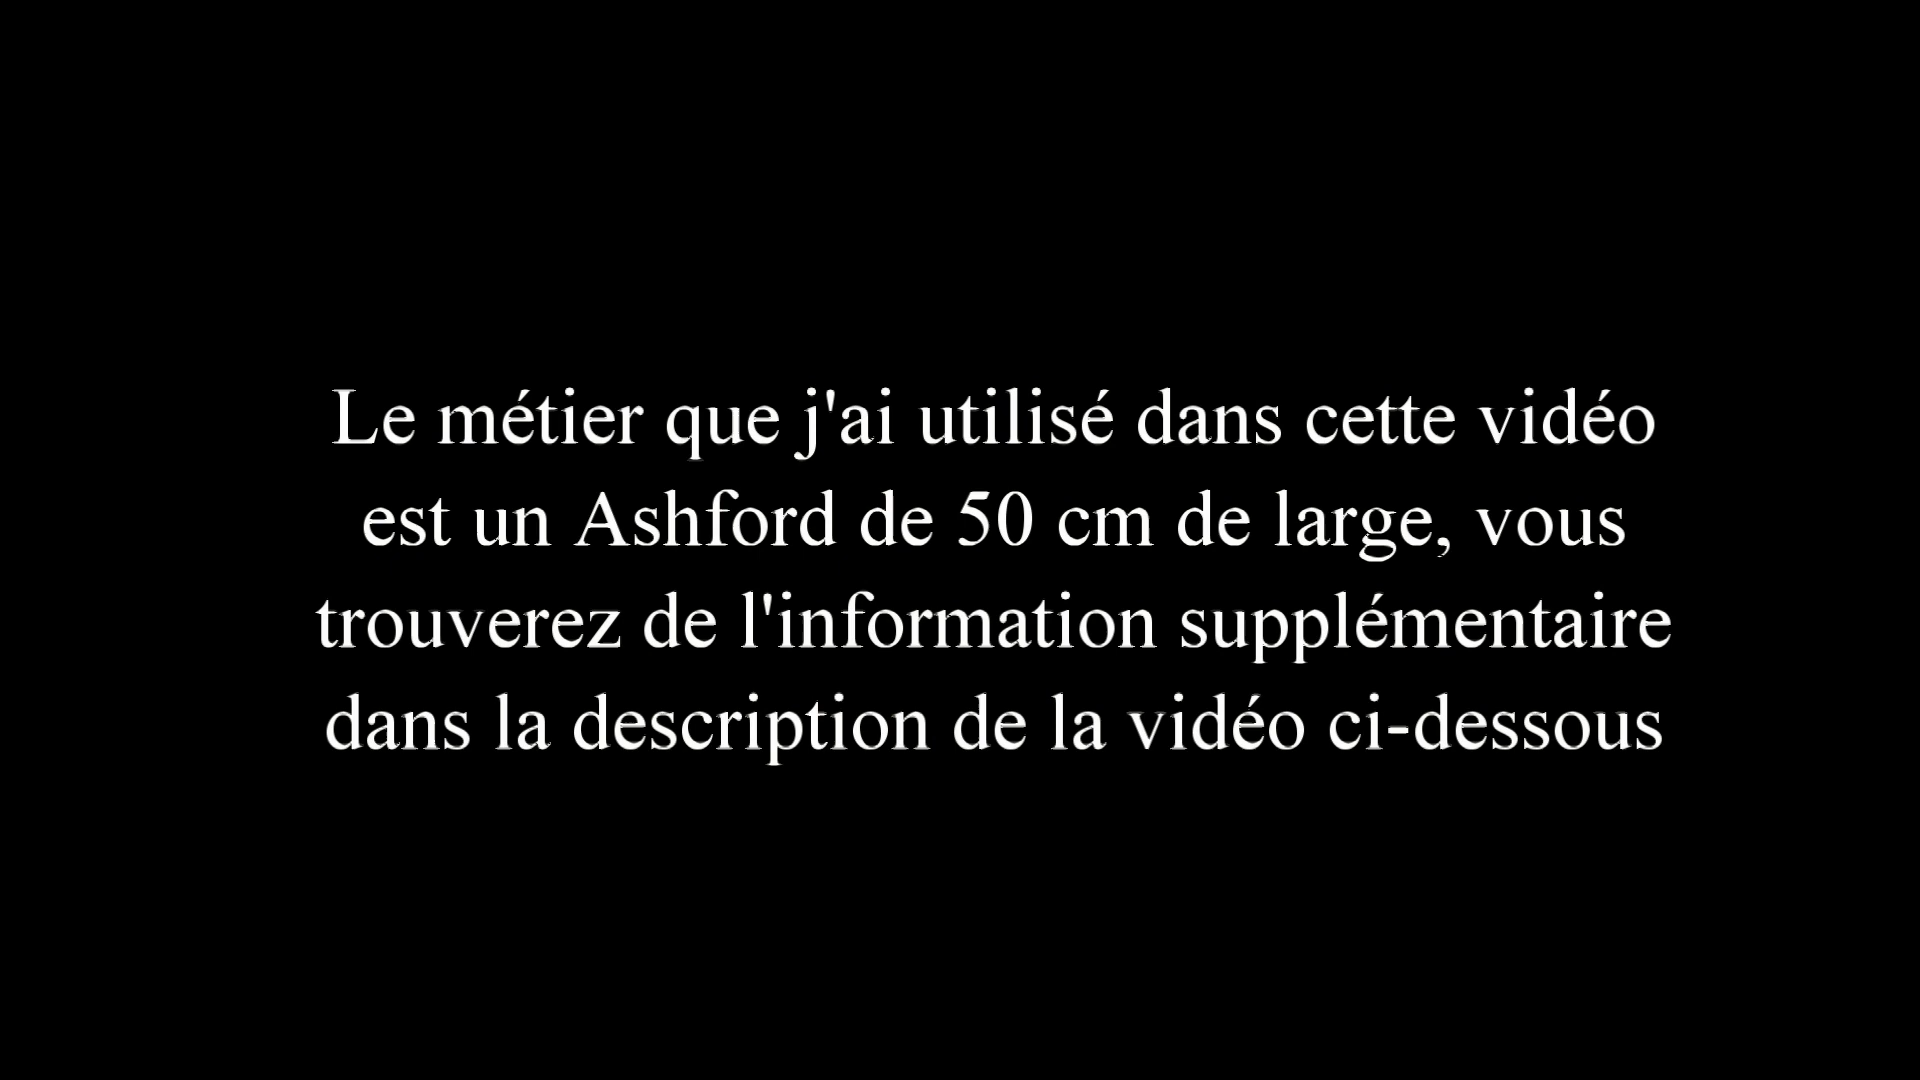 Le métier que j'ai utilisé dans cette vidéo
est un Ashford de 50 cm de large, vous
trouverez de l'information supplémentaire
dans la description de la vidéo ci-dessous